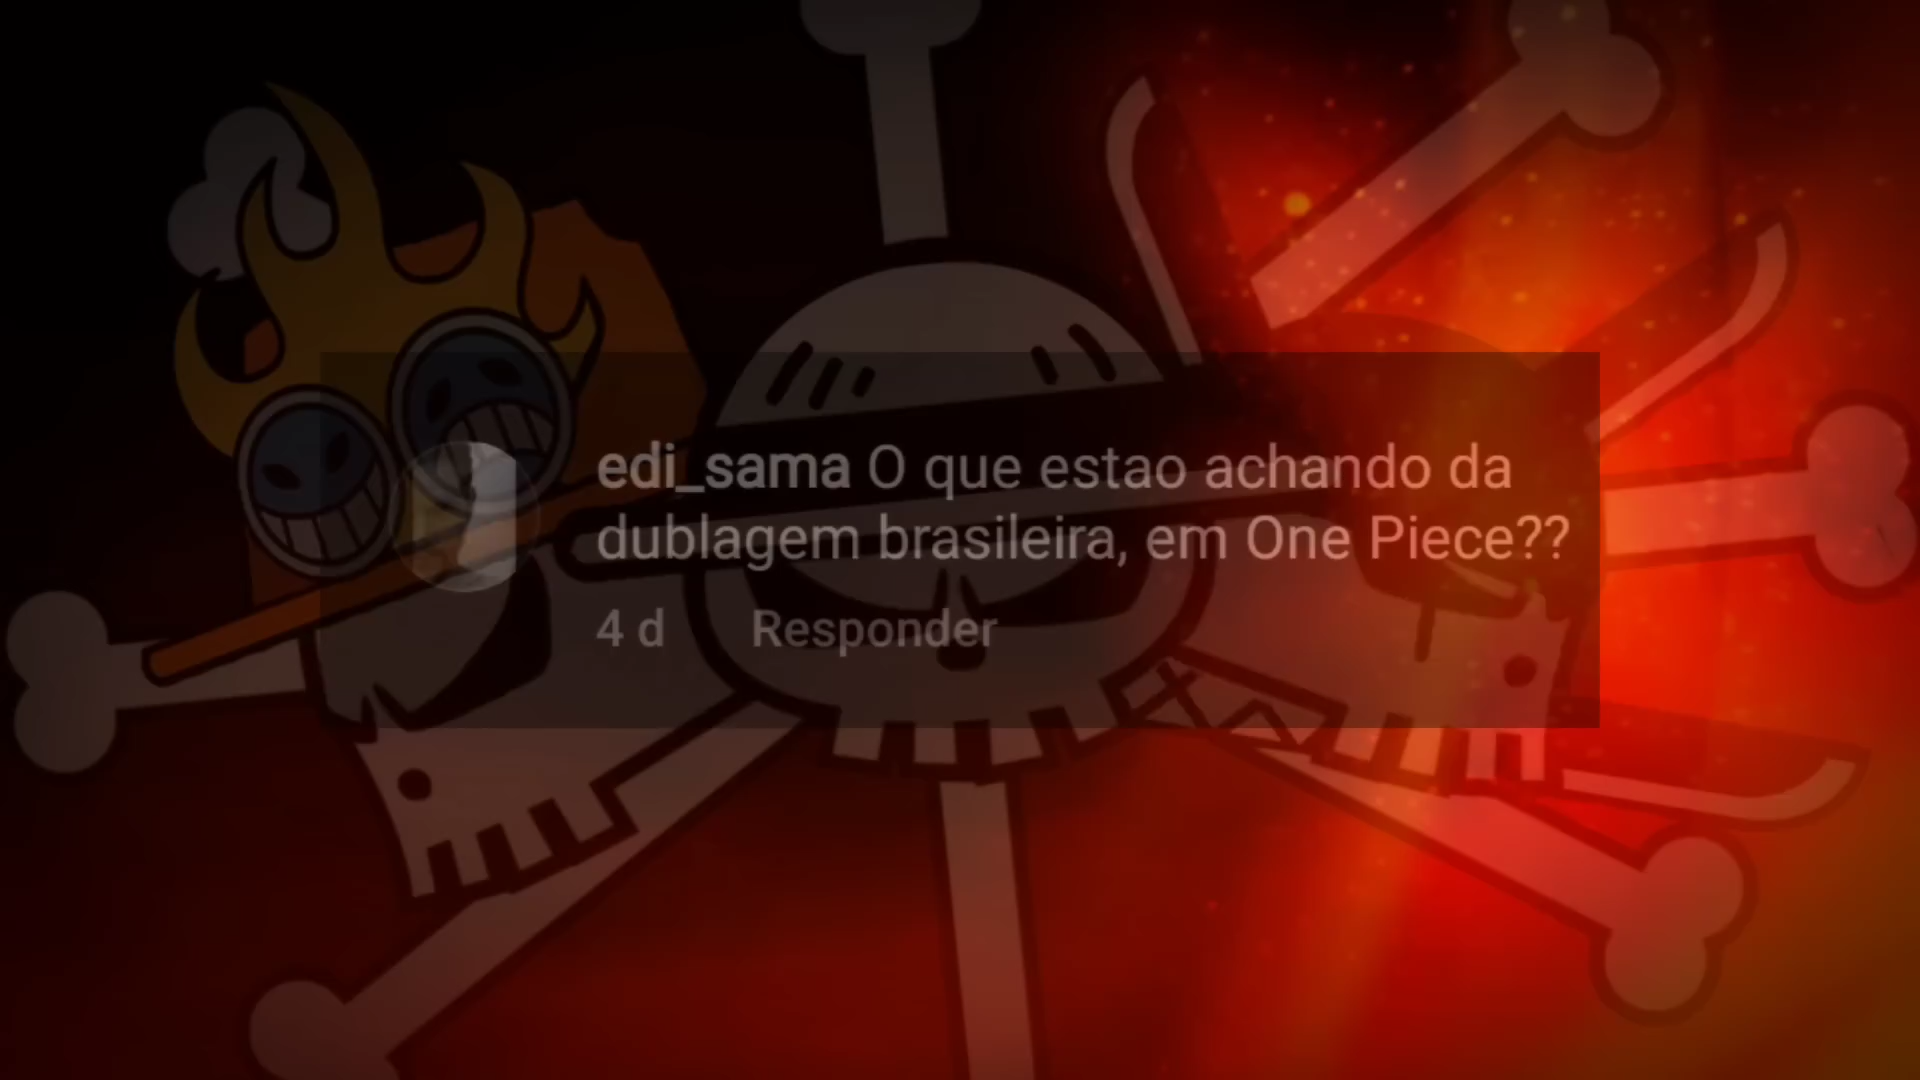 edi_sama O que estao achando da
dublagem brasileira, em One Piece??
4 d Responder